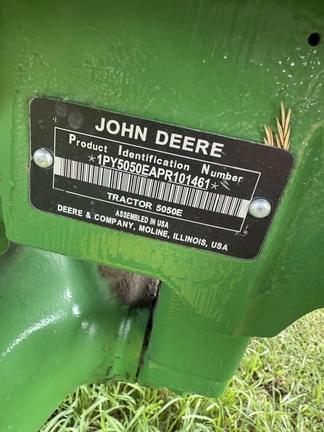 JOHN DEERE
Product Identification Number
*1PY5050EAPR101461*
TRACTOR 5050E
ASSEMBLED IN USA
DEERE & COMPANY, MOLINE, ILLINOIS, USA